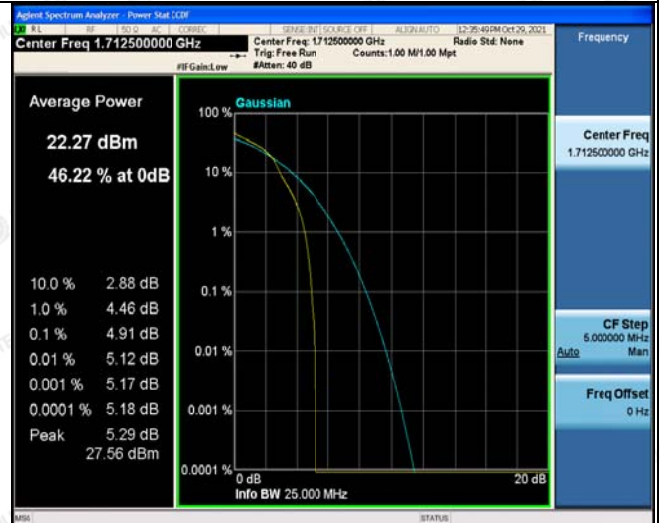 Agilent Spectrum Analyzer - Power Stat CCDF
RL RF 50 Ω AC CORREC SENSE:INT SOURCE OFF ALIGNAUTO 12:35:49 PM Oct 29, 2021
Center Freq 1.712500000 GHz
Center Freq: 1.712500000 GHz Radio Std: None
Trig: Free Run Counts:1.00 M/1.00 Mpt
#IFGain:Low #Atten: 40 dB
Frequency
Average Power
22.27 dBm
46.22 % at 0dB
10.0 % 2.88 dB
1.0 % 4.46 dB
0.1 % 4.91 dB
0.01 % 5.12 dB
0.001 % 5.17 dB
0.0001 % 5.18 dB
Peak 5.29 dB
27.56 dBm
Gaussian
100 %
10 %
1 %
0.1 %
0.01 %
0.001 %
0.0001 %
0 dB 20 dB
Info BW 25.000 MHz
Center Freq
1.712500000 GHz
CF Step
5.000000 MHz
Auto Man
Freq Offset
0 Hz
MSG STATUS